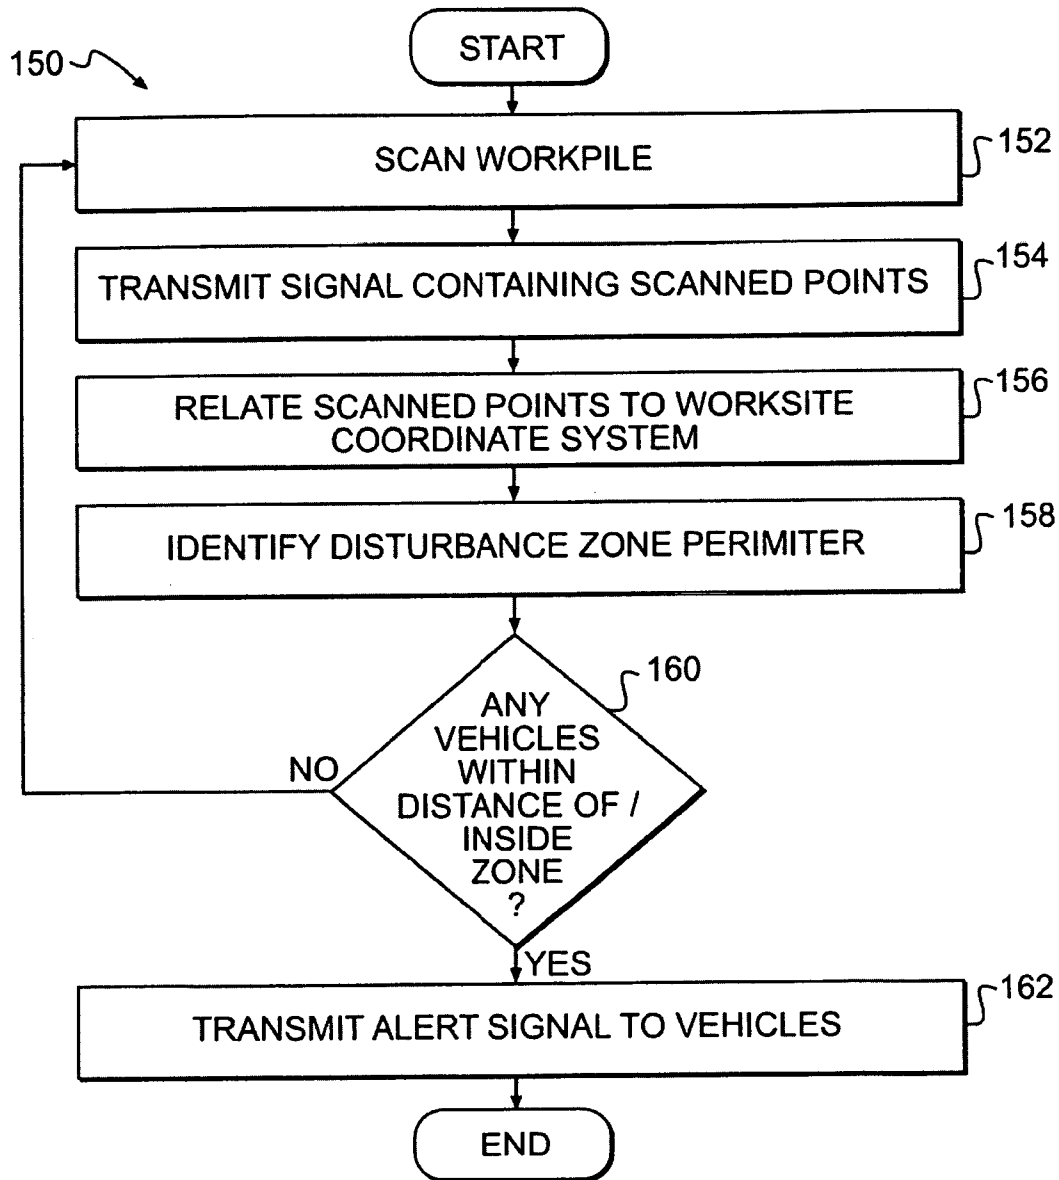 START
150
SCAN WORKPILE
152
TRANSMIT SIGNAL CONTAINING SCANNED POINTS
154
RELATE SCANNED POINTS TO WORKSITE
COORDINATE SYSTEM
156
IDENTIFY DISTURBANCE ZONE PERIMITER
158
ANY
VEHICLES
WITHIN
DISTANCE OF /
INSIDE
ZONE
?
160
NO
YES
TRANSMIT ALERT SIGNAL TO VEHICLES
162
END